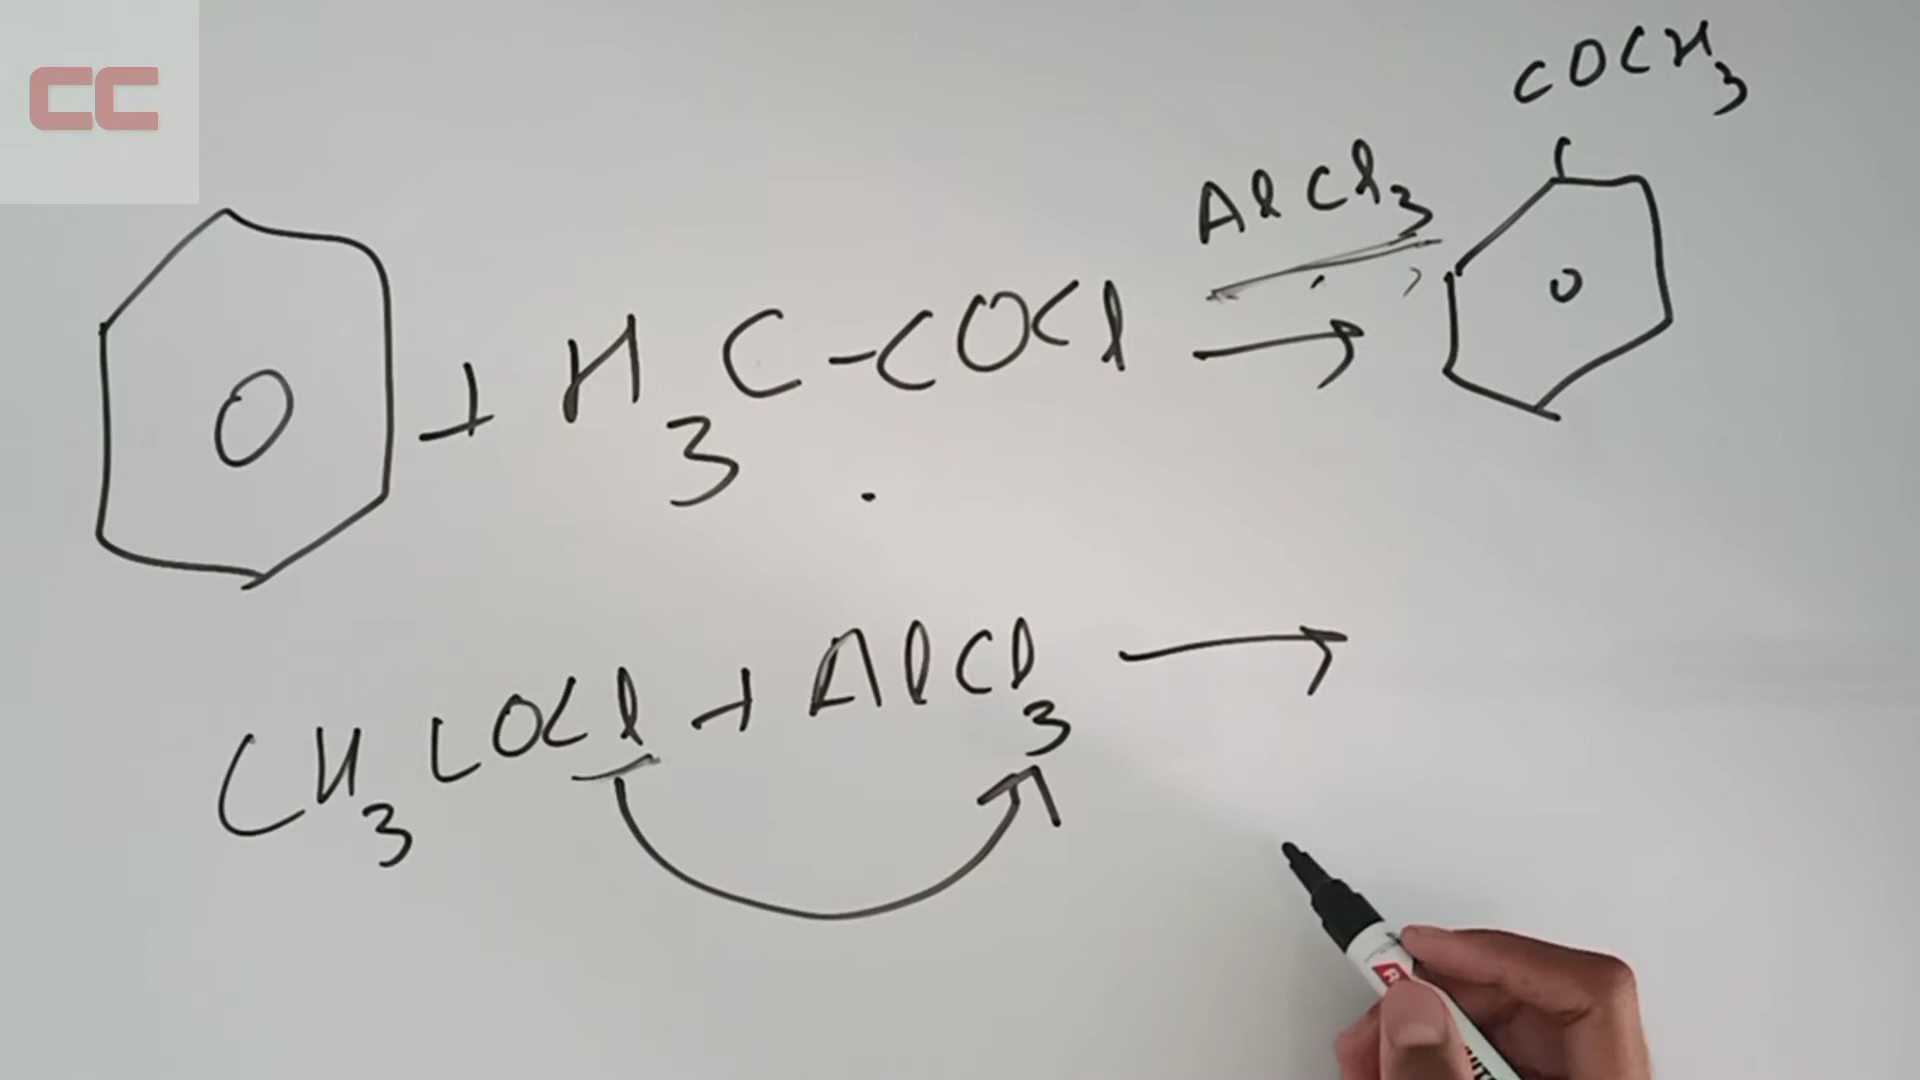 CC
COCH3
AlCl3
+ H3C-COCl →
CH3COCl + AlCl3 →